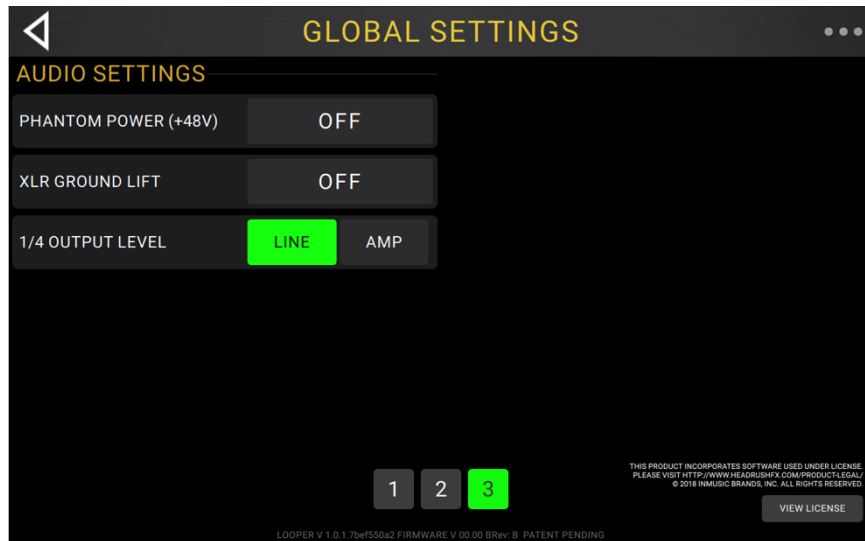 GLOBAL SETTINGS
AUDIO SETTINGS
PHANTOM POWER (+48V) OFF
XLR GROUND LIFT OFF
1/4 OUTPUT LEVEL LINE AMP
1 2 3
THIS PRODUCT INCORPORATES SOFTWARE USED UNDER LICENSE.
PLEASE VISIT HTTP://WWW.HEADRUSHFX.COM/PRODUCT-LEGAL/
© 2018 INMUSIC BRANDS, INC. ALL RIGHTS RESERVED.
VIEW LICENSE
LOOPER V 1.0.1.7bef550a2 FIRMWARE V 00.00 BRev: B PATENT PENDING